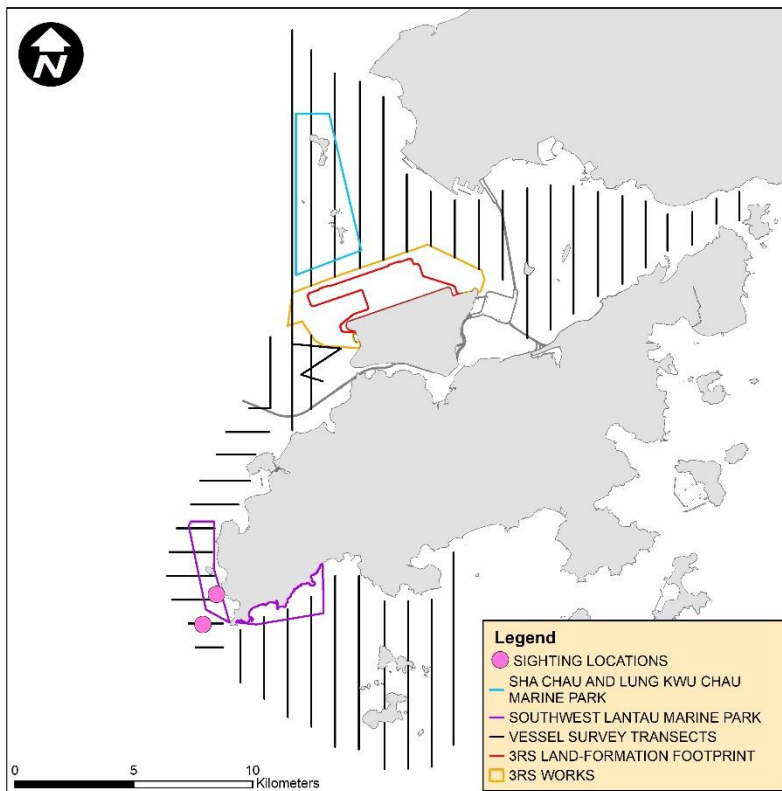 N
Legend
SIGHTING LOCATIONS
SHA CHAU AND LUNG KWU CHAU
MARINE PARK
SOUTHWEST LANTAU MARINE PARK
VESSEL SURVEY TRANSECTS
3RS LAND-FORMATION FOOTPRINT
3RS WORKS
0 5 10
Kilometers